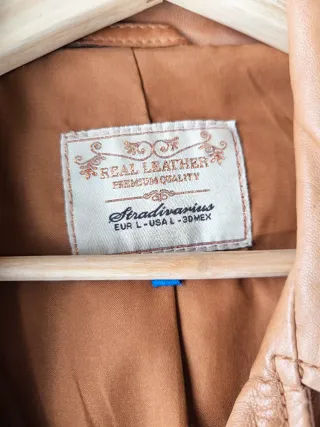 REAL LEATHER
PREMIUM QUALITY
Stradivarius
EUR L - USA L - 30 MEX